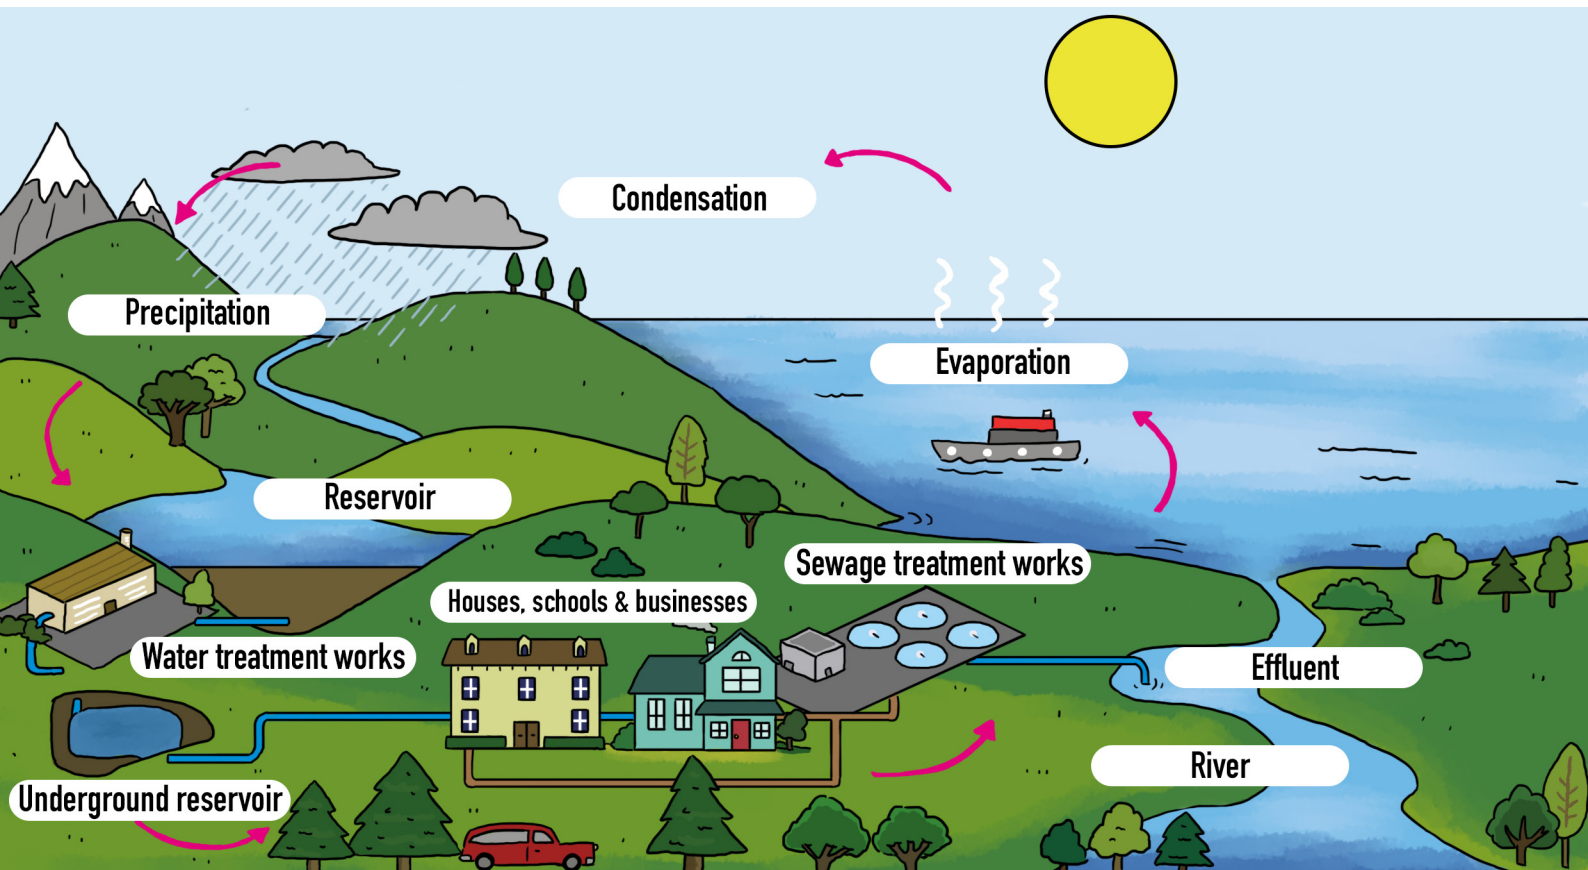 Condensation
Precipitation
Evaporation
Reservoir
Sewage treatment works
Houses, schools & businesses
Water treatment works
Effluent
River
Underground reservoir